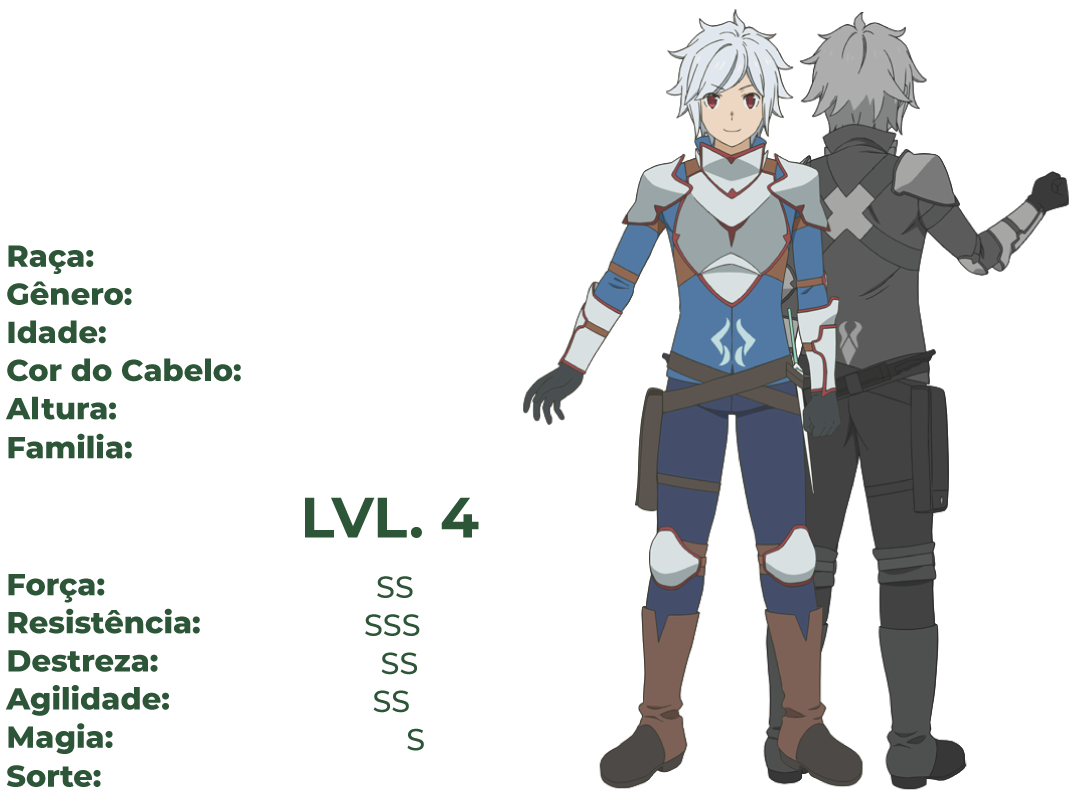 Raça:
Gênero:
Idade:
Cor do Cabelo:
Altura:
Familia:
LVL. 4
Força: SS
Resistência: SSS
Destreza: SS
Agilidade: SS
Magia: S
Sorte: